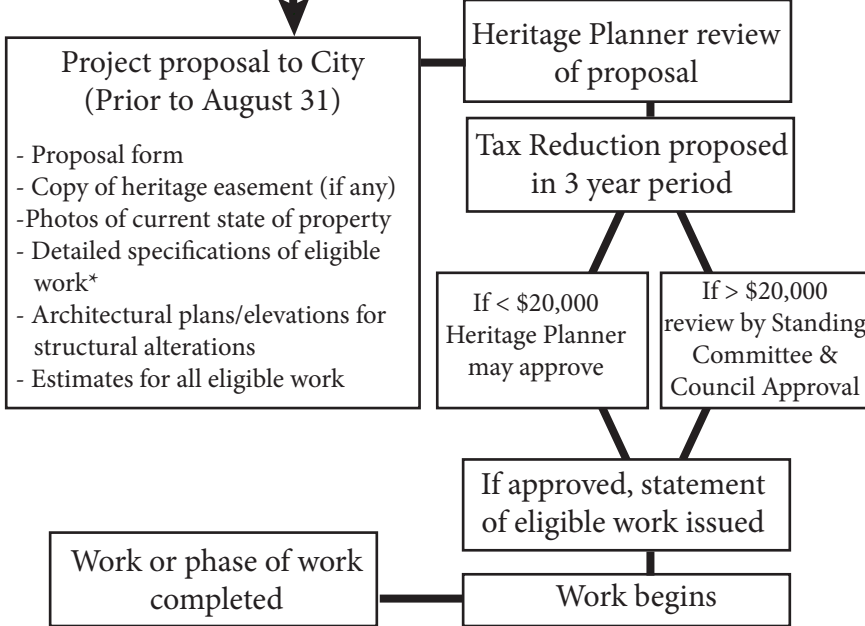 Project proposal to City
(Prior to August 31)
- Proposal form
- Copy of heritage easement (if any)
-Photos of current state of property
- Detailed specifications of eligible
work*
- Architectural plans/elevations for
structural alterations
- Estimates for all eligible work
Heritage Planner review
of proposal
Tax Reduction proposed
in 3 year period
If < $20,000
Heritage Planner
may approve
If > $20,000
review by Standing
Committee &
Council Approval
If approved, statement
of eligible work issued
Work begins
Work or phase of work
completed